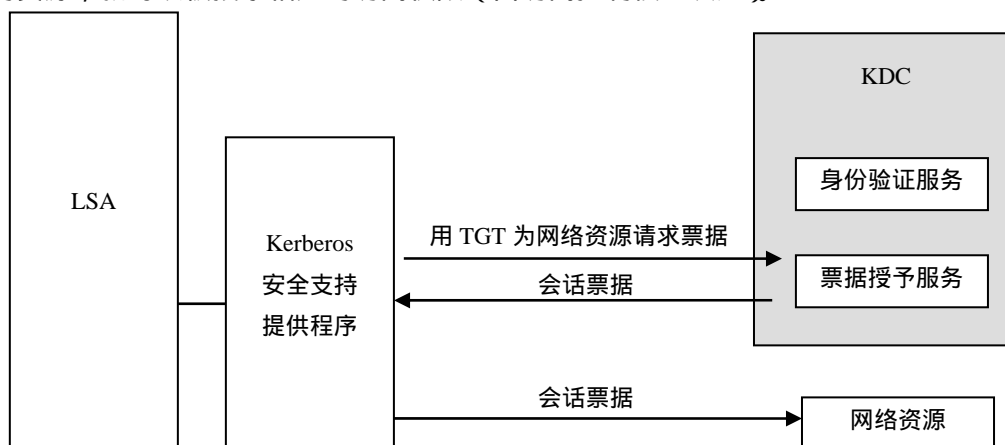 KDC
身份验证服务
LSA
Kerberos
安全支持
提供程序
用 TGT 为网络资源请求票据
会话票据
票据授予服务
会话票据
网络资源